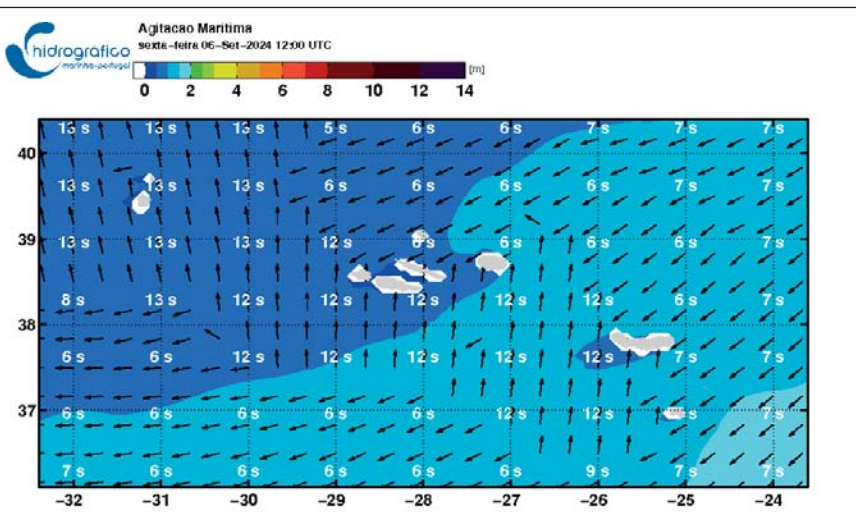 hidrográfico
marinha-portugal
Agitacao Maritima
sexta-feira 06-Set-2024 12:00 UTC
[m]
0 2 4 6 8 10 12 14
13 s 13 s 13 s 5 s 6 s 6 s 7 s 7 s 7 s
40
13 s 13 s 13 s 6 s 6 s 6 s 6 s 7 s 7 s
39
13 s 13 s 13 s 12 s 6 s 6 s 6 s 6 s 7 s
8 s 13 s 12 s 12 s 12 s 12 s 12 s 6 s 7 s
38
6 s 6 s 12 s 12 s 12 s 12 s 12 s 7 s 7 s
37
6 s 6 s 6 s 6 s 6 s 12 s 12 s 7 s 7 s
7 s 6 s 6 s 6 s 6 s 6 s 9 s 7 s 7 s
-32 -31 -30 -29 -28 -27 -26 -25 -24